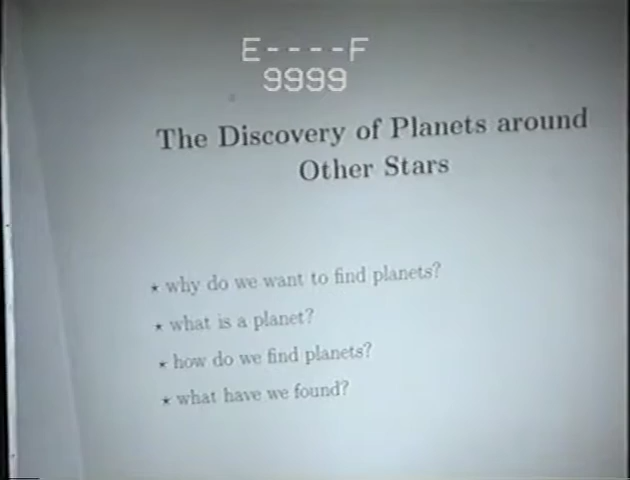 E----F
9999
The Discovery of Planets around
Other Stars
⋆ why do we want to find planets?
⋆ what is a planet?
⋆ how do we find planets?
⋆ what have we found?